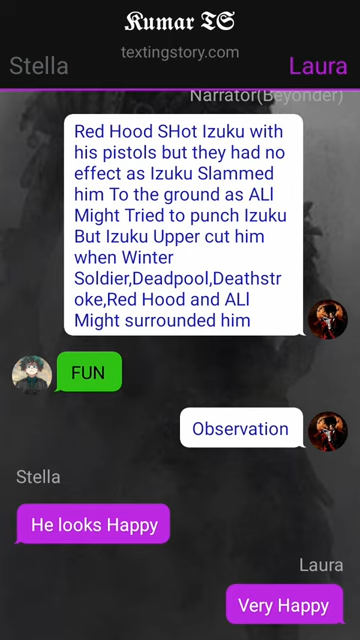 Kumar TS
textingstory.com
Stella
Laura
Narrator(Beyonder)
Red Hood SHot Izuku with
his pistols but they had no
effect as Izuku Slammed
him To the ground as ALl
Might Tried to punch Izuku
But Izuku Upper cut him
when Winter
Soldier,Deadpool,Deathstr
oke,Red Hood and ALl
Might surrounded him
FUN
Observation
Stella
He looks Happy
Laura
Very Happy